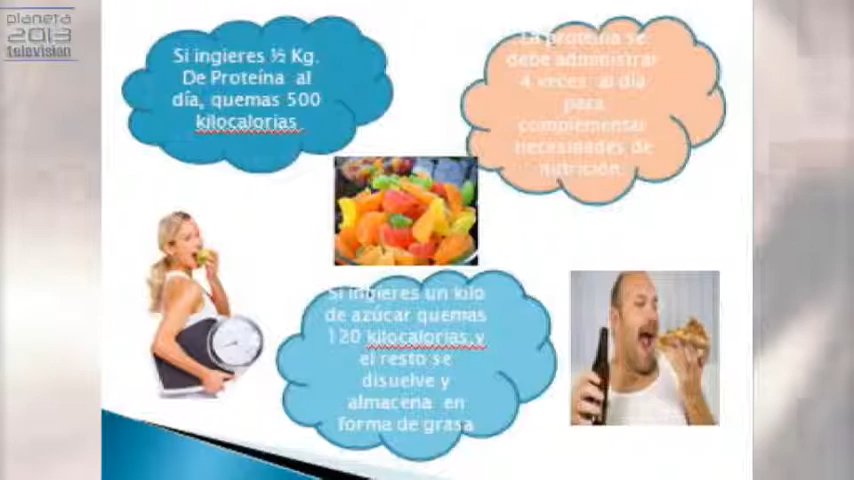 planeta
2013
television
Si ingieres ½ Kg.
De Proteína al
día, quemas 500
kilocalorías
La proteína se
debe administrar
4 veces al día
para
complementar
necesidades de
nutrición.
Si ingieres un kilo
de azúcar quemas
120 kilocalorías y
el resto se
disuelve y
almacena en
forma de grasa